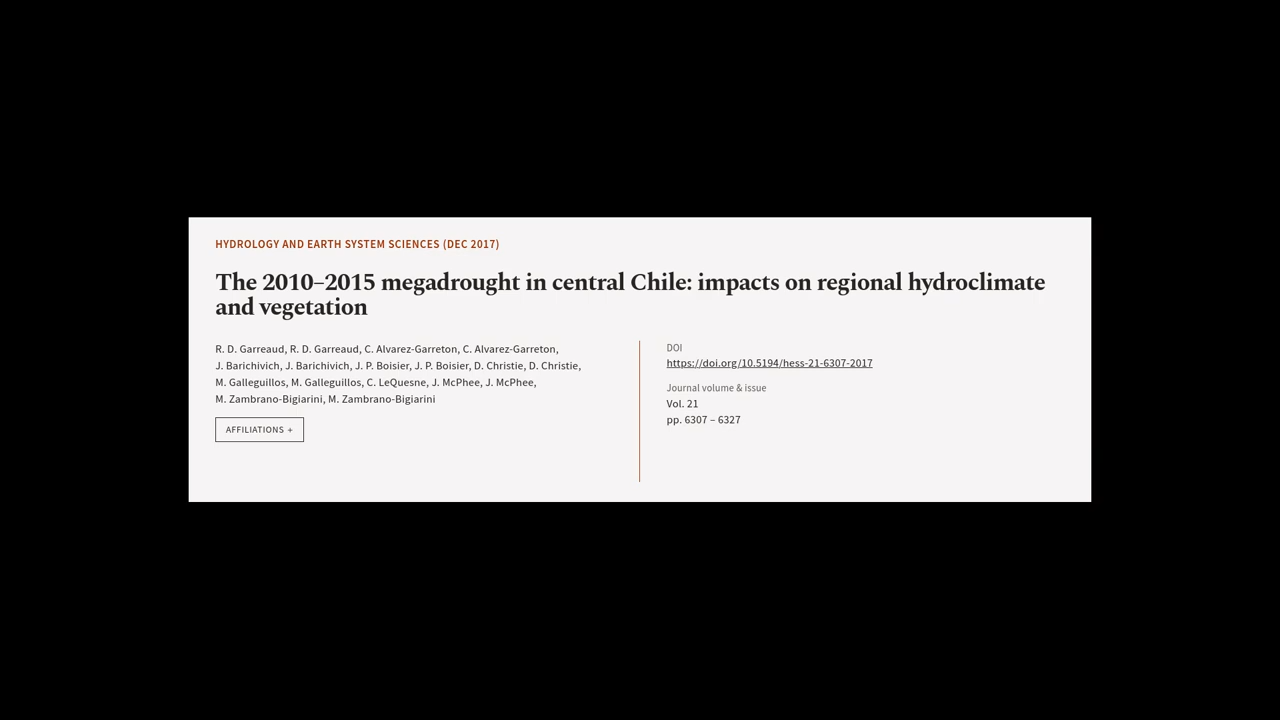 HYDROLOGY AND EARTH SYSTEM SCIENCES (DEC 2017)
The 2010–2015 megadrought in central Chile: impacts on regional hydroclimate
and vegetation
R. D. Garreaud, R. D. Garreaud, C. Alvarez-Garreton, C. Alvarez-Garreton,
J. Barichivich, J. Barichivich, J. P. Boisier, J. P. Boisier, D. Christie, D. Christie,
M. Galleguillos, M. Galleguillos, C. LeQuesne, J. McPhee, J. McPhee,
M. Zambrano-Bigiarini, M. Zambrano-Bigiarini
AFFILIATIONS +
DOI
https://doi.org/10.5194/hess-21-6307-2017
Journal volume & issue
Vol. 21
pp. 6307 – 6327